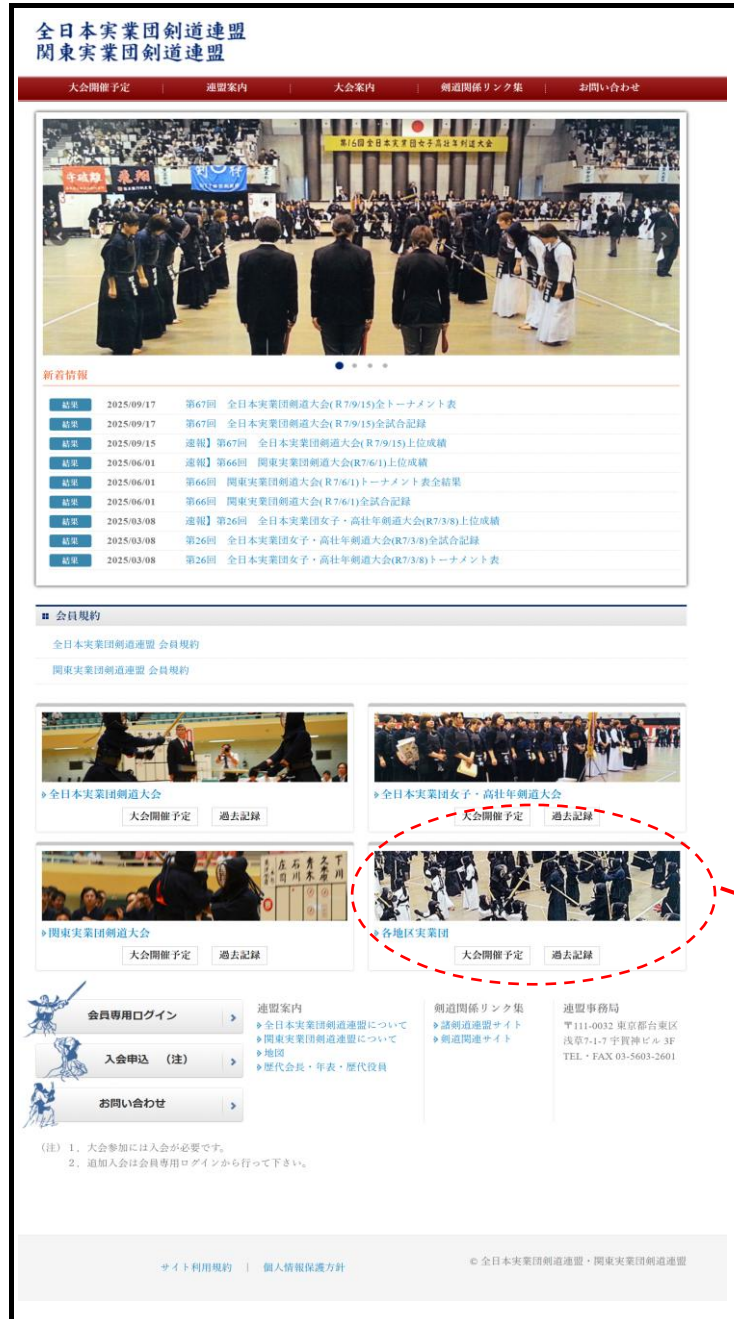 全日本実業団剣道連盟
関東実業団剣道連盟
大会開催予定 | 連盟案内 | 大会案内 | 剣道関係リンク集 | お問い合わせ
第16回全日本実業団女子高壮年剣道大会
飛翔
新着情報
結果 2025/09/17 第67回 全日本実業団剣道大会(R7/9/15)全トーナメント表
結果 2025/09/17 第67回 全日本実業団剣道大会(R7/9/15)全試合記録
結果 2025/09/15 速報】第67回 全日本実業団剣道大会(R7/9/15)上位成績
結果 2025/06/01 速報】第66回 関東実業団剣道大会(R7/6/1)上位成績
結果 2025/06/01 第66回 関東実業団剣道大会(R7/6/1)トーナメント表全結果
結果 2025/06/01 第66回 関東実業団剣道大会(R7/6/1)全試合記録
結果 2025/03/08 速報】第26回 全日本実業団女子・高壮年剣道大会(R7/3/8)上位成績
結果 2025/03/08 第26回 全日本実業団女子・高壮年剣道大会(R7/3/8)全試合記録
結果 2025/03/08 第26回 全日本実業団女子・高壮年剣道大会(R7/3/8)トーナメント表
会員規約
全日本実業団剣道連盟 会員規約
関東実業団剣道連盟 会員規約
全日本実業団剣道大会
大会開催予定 過去記録
全日本実業団女子・高壮年剣道大会
大会開催予定 過去記録
下川
久木原
青木
石川
庄司
関東実業団剣道大会
大会開催予定 過去記録
各地区実業団
大会開催予定 過去記録
会員専用ログイン
入会申込 (注)
お問い合わせ
連盟案内
全日本実業団剣道連盟について
関東実業団剣道連盟について
地図
歴代会長・年表・歴代役員
剣道関係リンク集
諸剣道連盟サイト
剣道関連サイト
連盟事務局
〒111-0032 東京都台東区
浅草7-1-7 宇賀神ビル 3F
TEL・FAX 03-5603-2601
(注) 1. 大会参加には入会が必要です。
2. 追加入会は会員専用ログインから行って下さい。
サイト利用規約 | 個人情報保護方針
© 全日本実業団剣道連盟・関東実業団剣道連盟